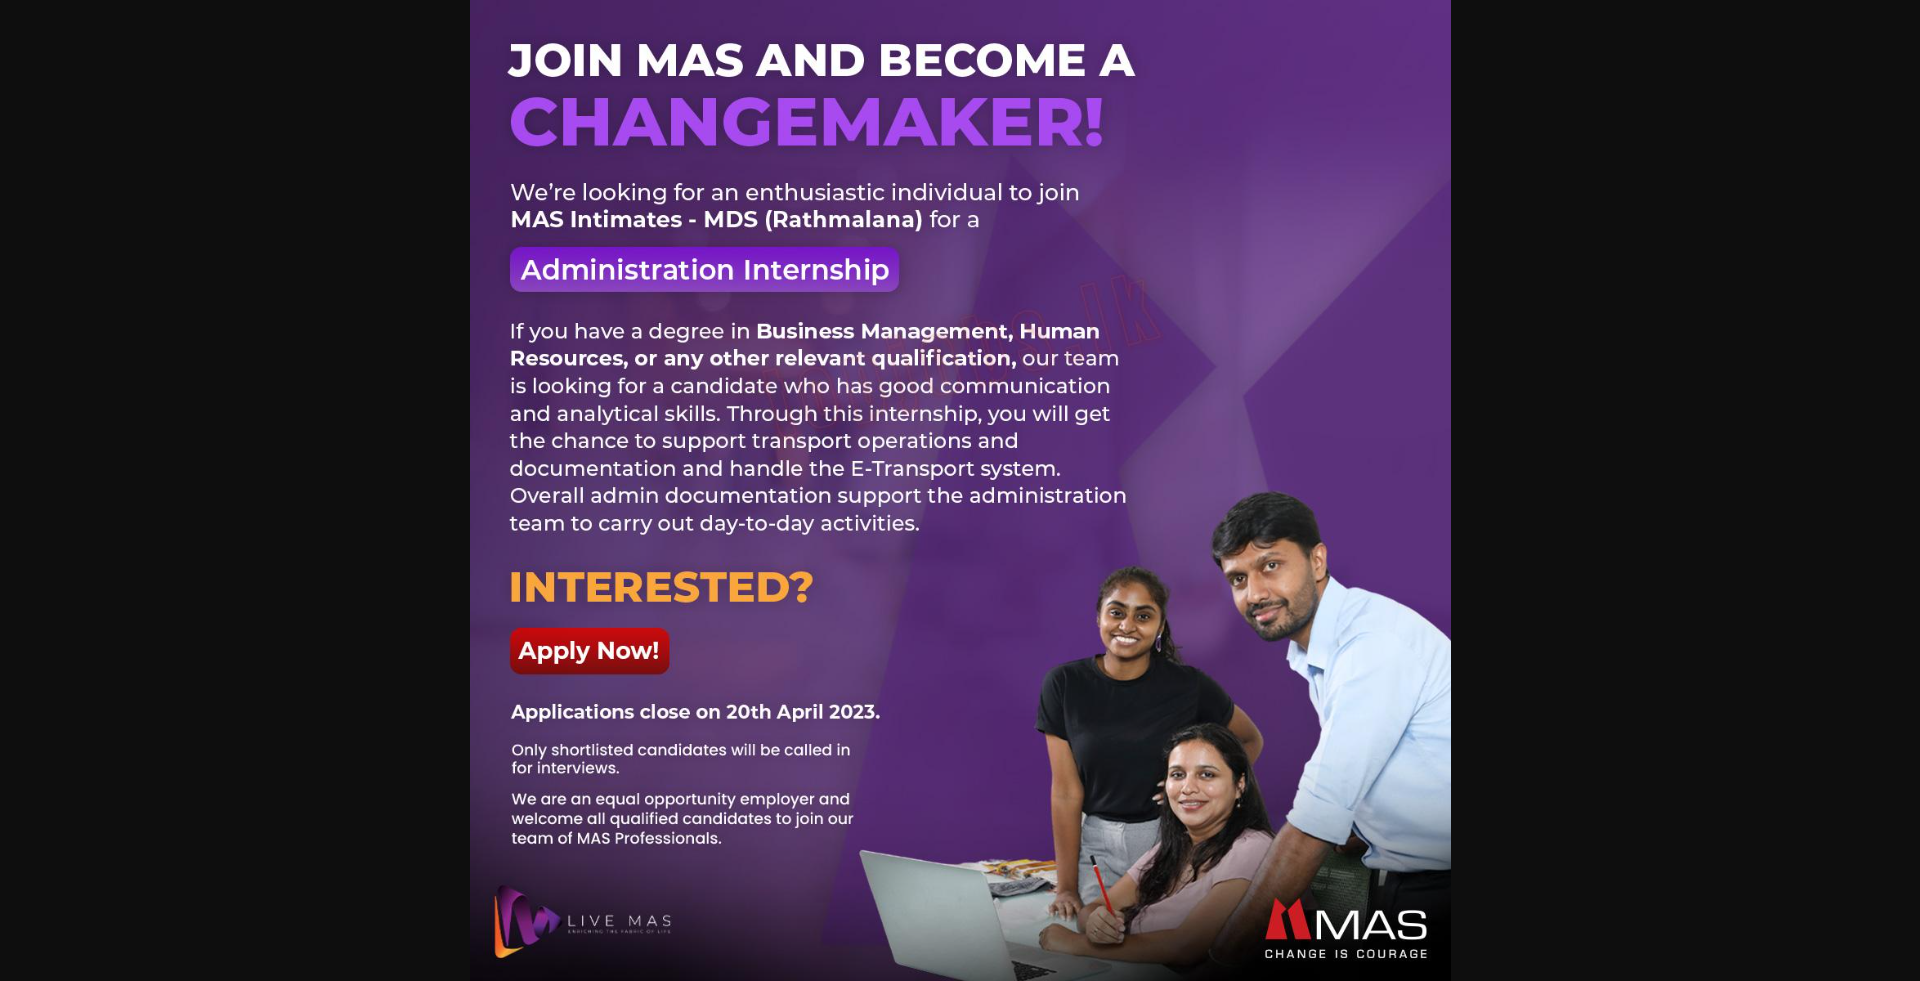 JOIN MAS AND BECOME A
CHANGEMAKER!
We're looking for an enthusiastic individual to join
MAS Intimates - MDS (Rathmalana) for a
Administration Internship
If you have a degree in Business Management, Human
Resources, or any other relevant qualification, our team
is looking for a candidate who has good communication
and analytical skills. Through this internship, you will get
the chance to support transport operations and
documentation and handle the E-Transport system.
Overall admin documentation support the administration
team to carry out day-to-day activities.
INTERESTED?
Apply Now!
Applications close on 20th April 2023.
Only shortlisted candidates will be called in
for interviews.
We are an equal opportunity employer and
welcome all qualified candidates to join our
team of MAS Professionals.
LIVE MAS
ENRICHING THE FABRIC OF LIFE
MAS
CHANGE IS COURAGE